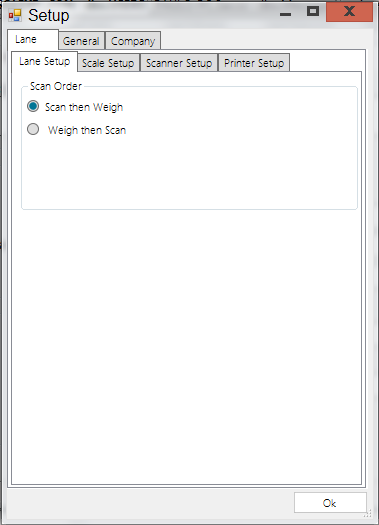 Setup
Lane General Company
Lane Setup Scale Setup Scanner Setup Printer Setup
Scan Order
Scan then Weigh
Weigh then Scan
Ok